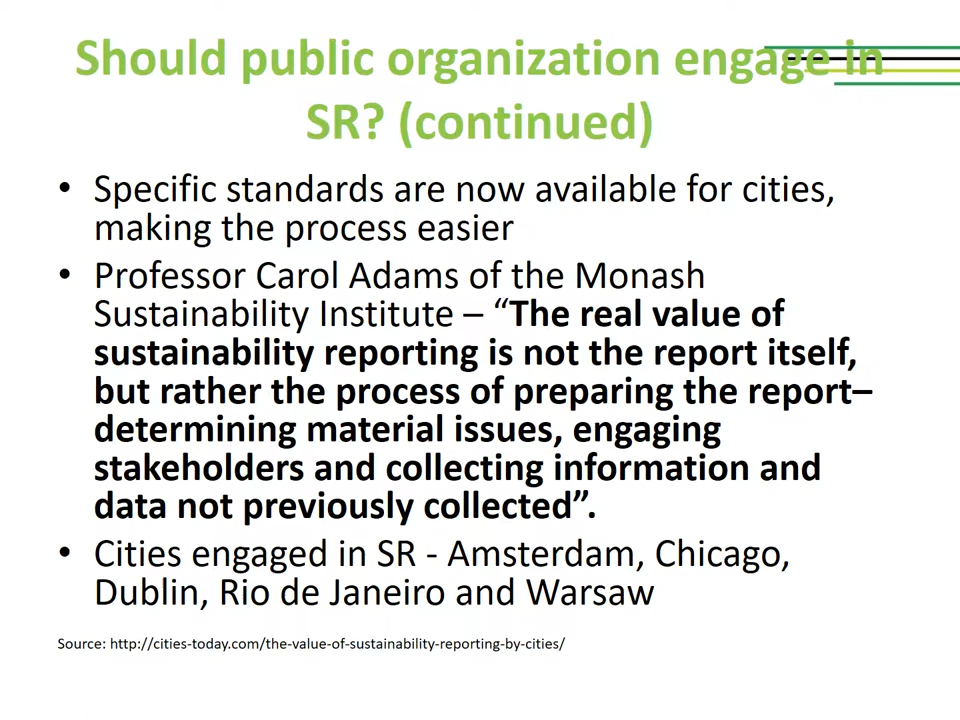 Should public organization engage in
SR? (continued)
• Specific standards are now available for cities,
making the process easier
• Professor Carol Adams of the Monash
Sustainability Institute – “The real value of
sustainability reporting is not the report itself,
but rather the process of preparing the report–
determining material issues, engaging
stakeholders and collecting information and
data not previously collected”.
• Cities engaged in SR - Amsterdam, Chicago,
Dublin, Rio de Janeiro and Warsaw
Source: http://cities-today.com/the-value-of-sustainability-reporting-by-cities/